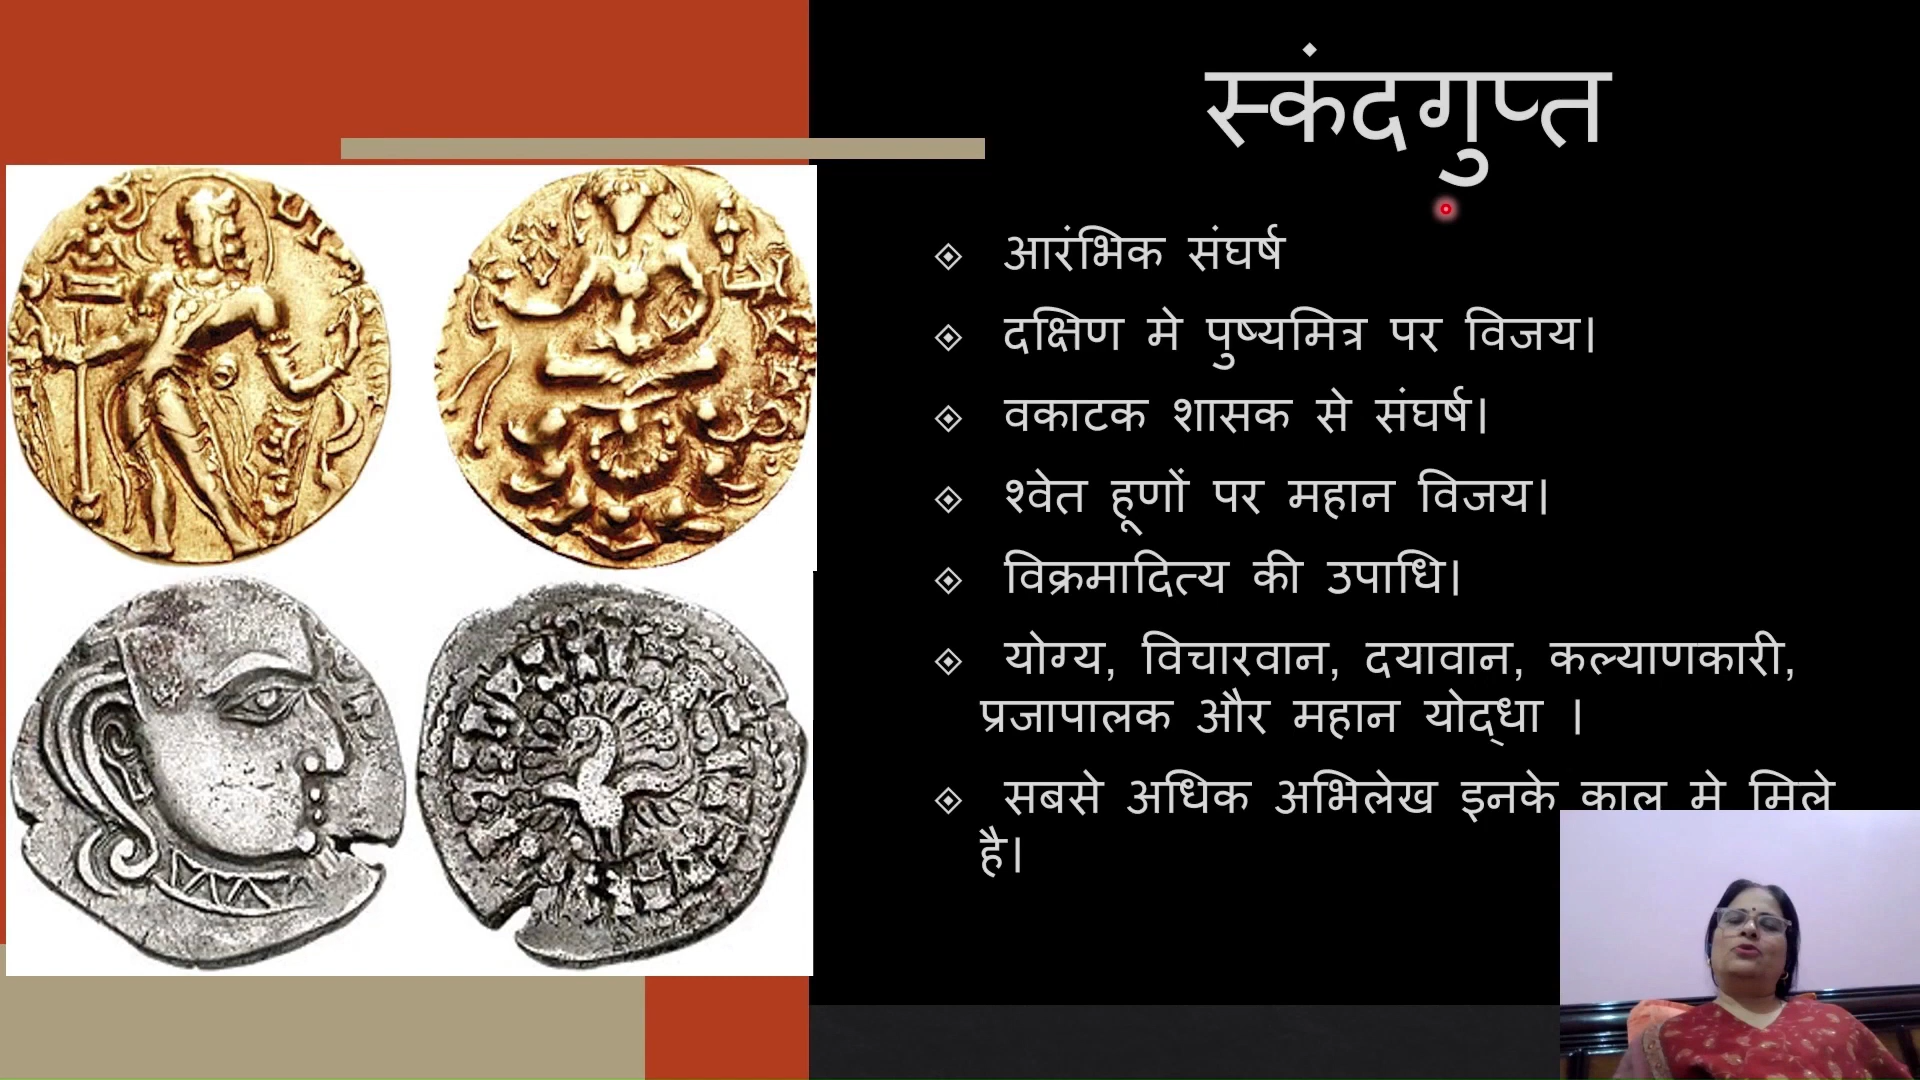 स्कंदगुप्त
आरंभिक संघर्ष
दक्षिण मे पुष्यमित्र पर विजय।
वकाटक शासक से संघर्ष।
श्वेत हूणों पर महान विजय।
विक्रमादित्य की उपाधि।
योग्य, विचारवान, दयावान, कल्याणकारी,
प्रजापालक और महान योद्धा ।
सबसे अधिक अभिलेख इनके काल मे मिले
है।